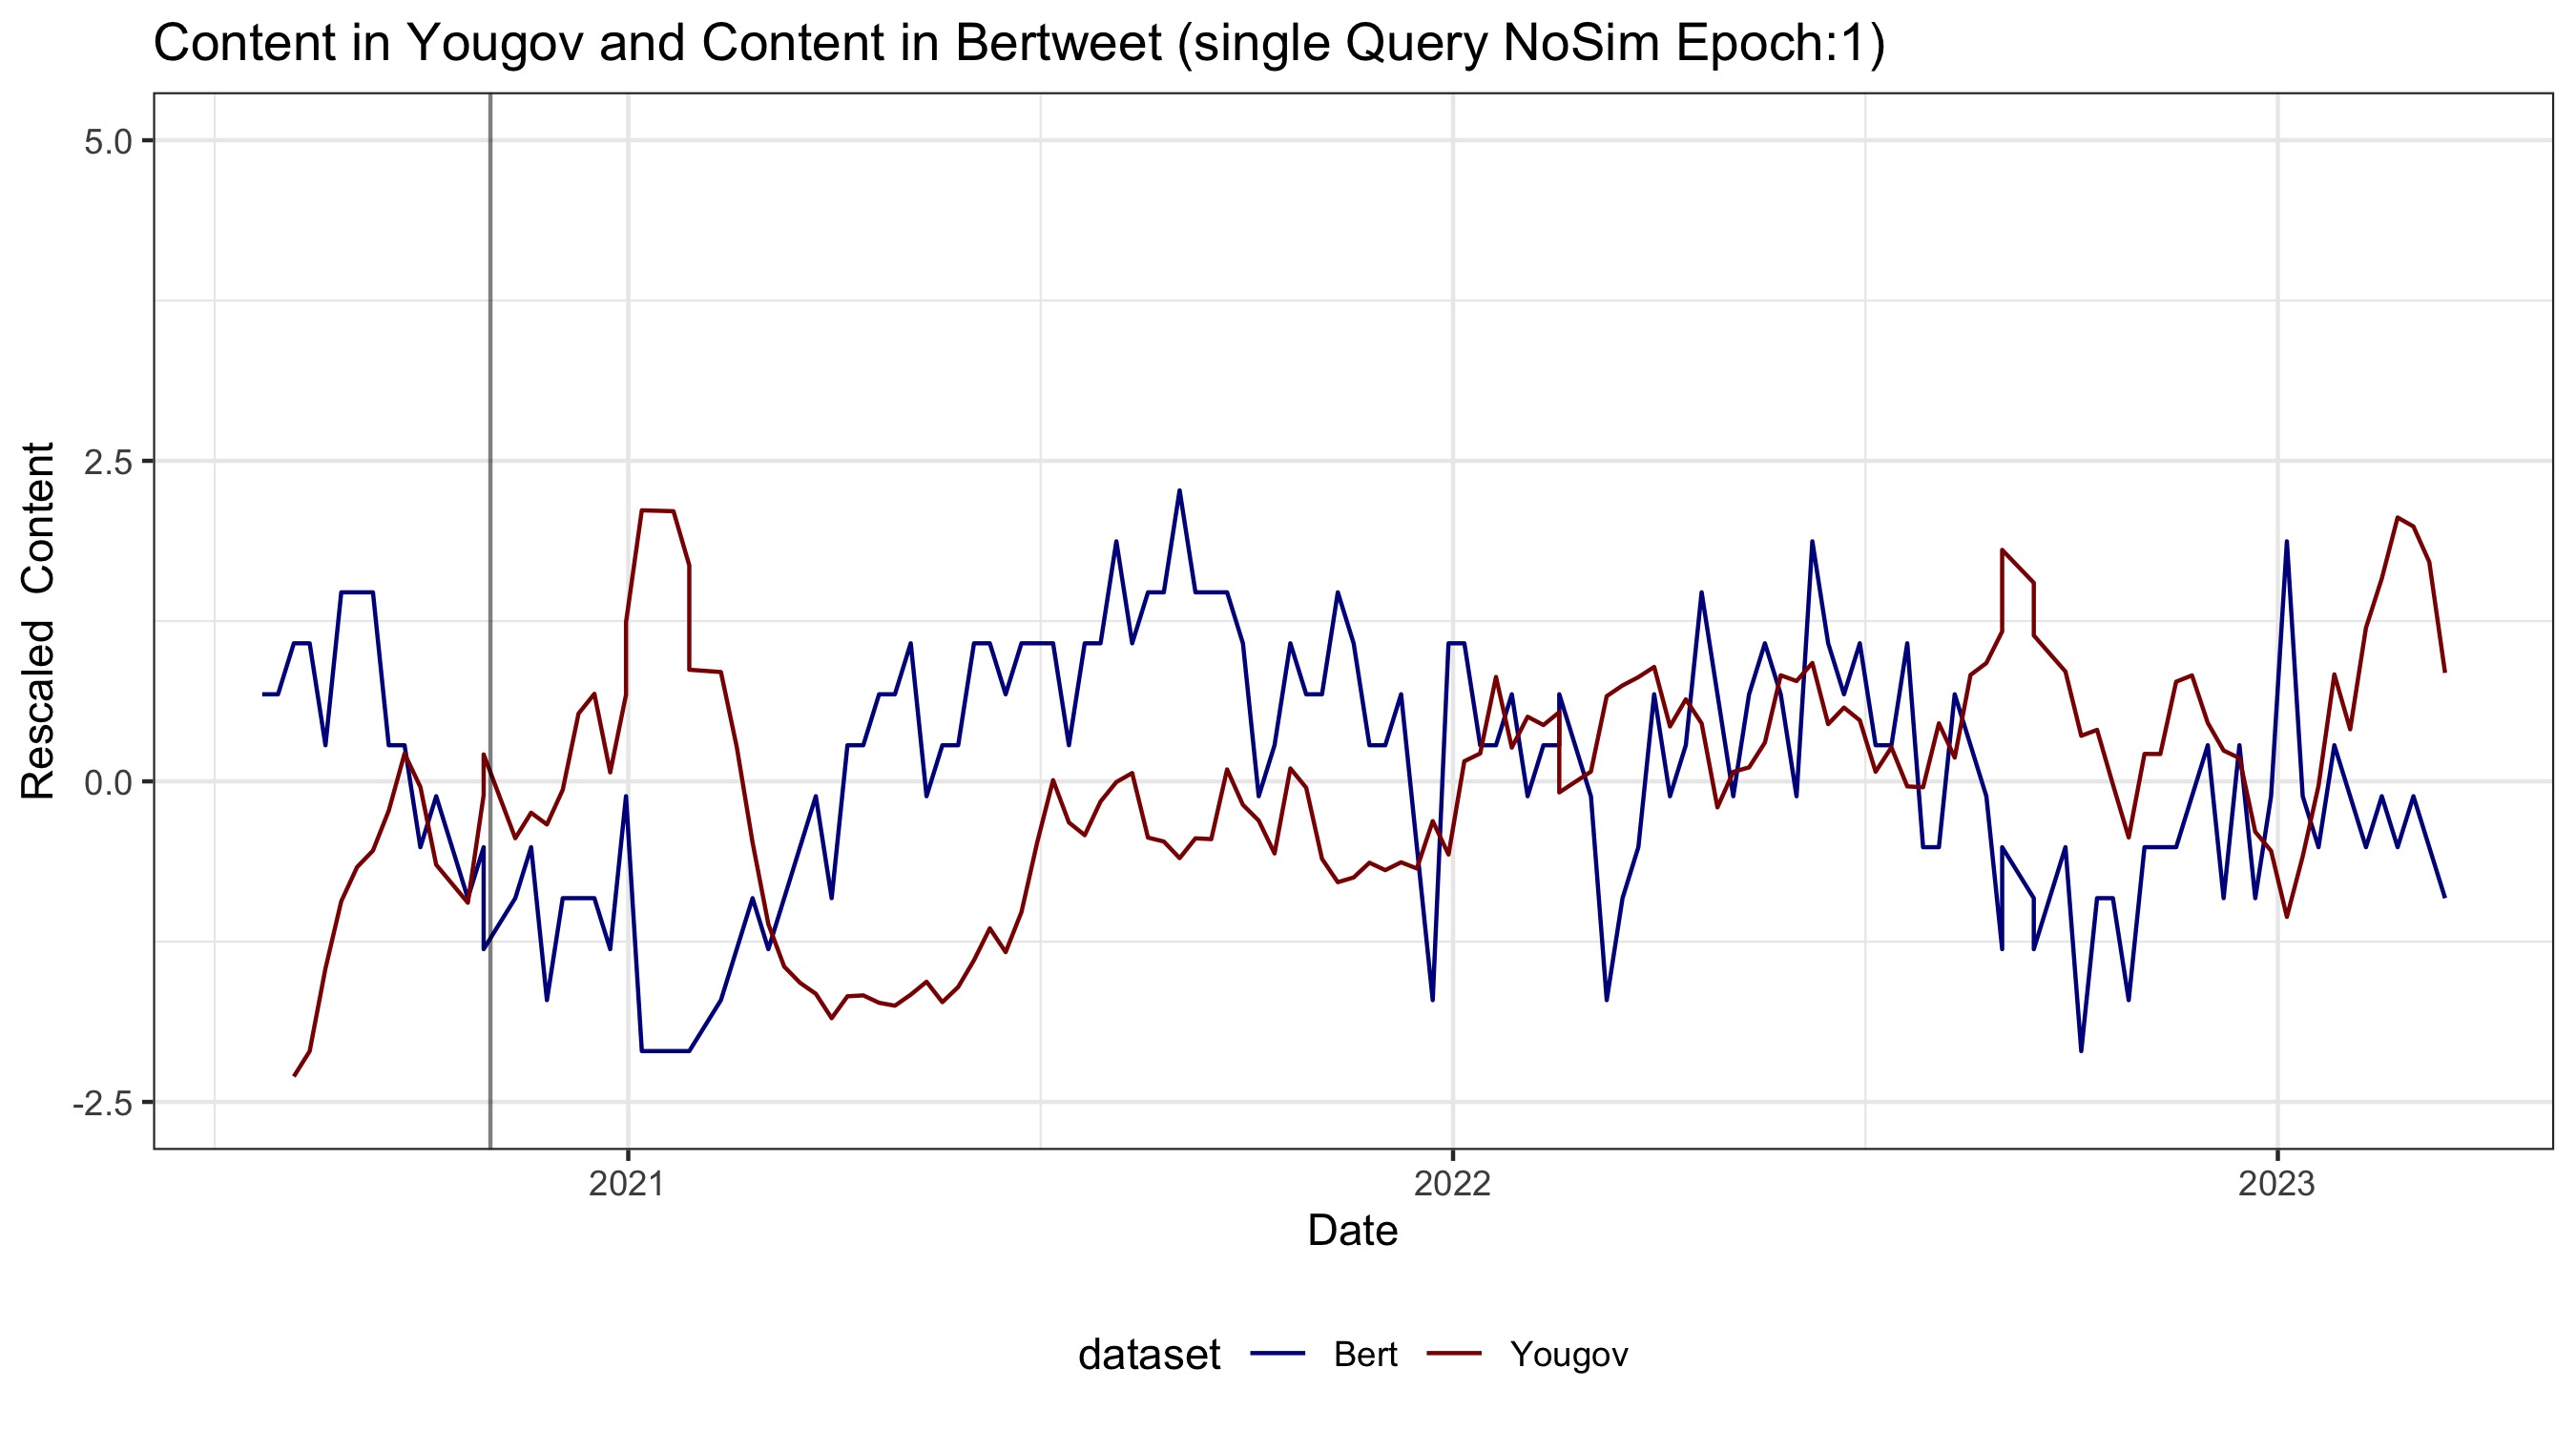 Content in Yougov and Content in Bertweet (single Query NoSim Epoch:1)
5.0
2.5
0.0
-2.5
Rescaled Content
2021 2022 2023
Date
dataset Bert Yougov